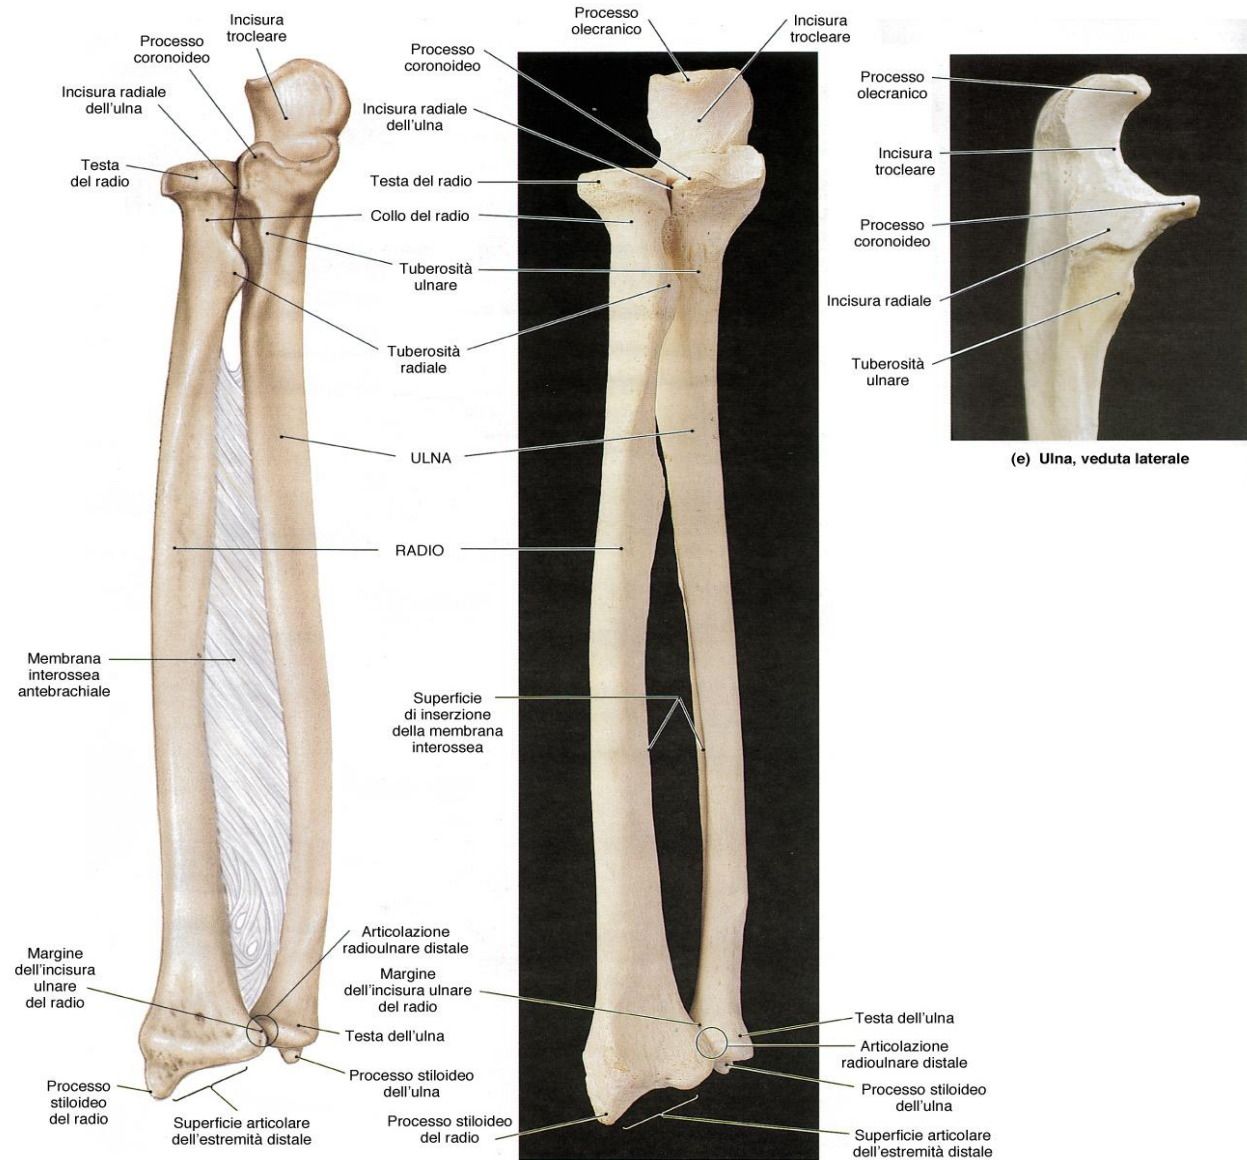 Incisura
trocleare
Processo
coronoideo
Incisura radiale
dell'ulna
Testa
del radio
Processo
olecranico
Incisura
trocleare
Processo
coronoideo
Incisura radiale
dell'ulna
Testa del radio
Collo del radio
Tuberosità
ulnare
Tuberosità
radiale
ULNA
RADIO
Membrana
interossea
antebrachiale
Superficie
di inserzione
della membrana
interossea
Margine
dell'incisura
ulnare
del radio
Articolazione
radioulnare distale
Margine
dell'incisura ulnare
del radio
Testa dell'ulna
Processo stiloideo
dell'ulna
Processo
stiloideo
del radio
Superficie articolare
dell'estremità distale
Testa dell'ulna
Articolazione
radioulnare distale
Processo stiloideo
dell'ulna
Processo stiloideo
del radio
Superficie articolare
dell'estremità distale
Processo
olecranico
Incisura
trocleare
Processo
coronoideo
Incisura radiale
Tuberosità
ulnare
(e) Ulna, veduta laterale